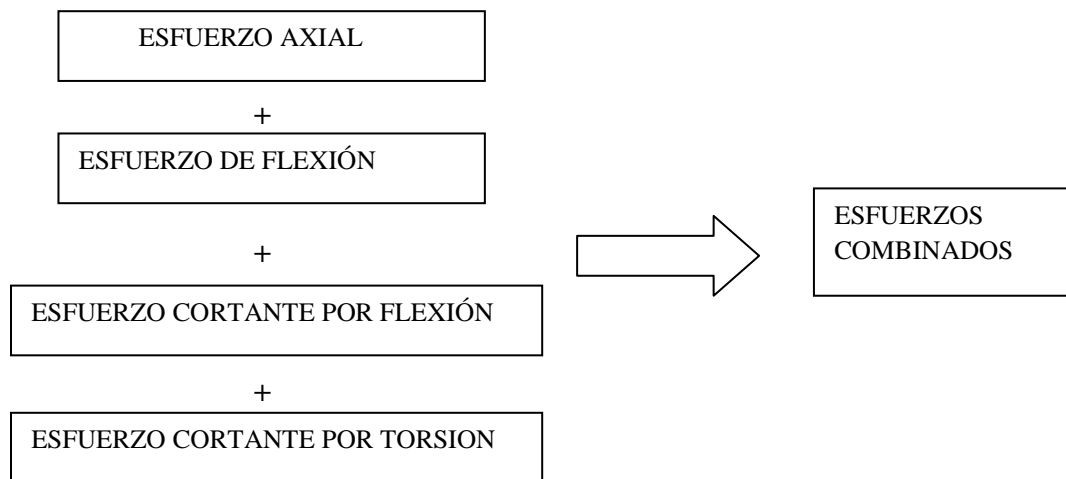 ESFUERZO AXIAL
+
ESFUERZO DE FLEXIÓN
+
ESFUERZO CORTANTE POR FLEXIÓN
+
ESFUERZO CORTANTE POR TORSION
ESFUERZOS
COMBINADOS